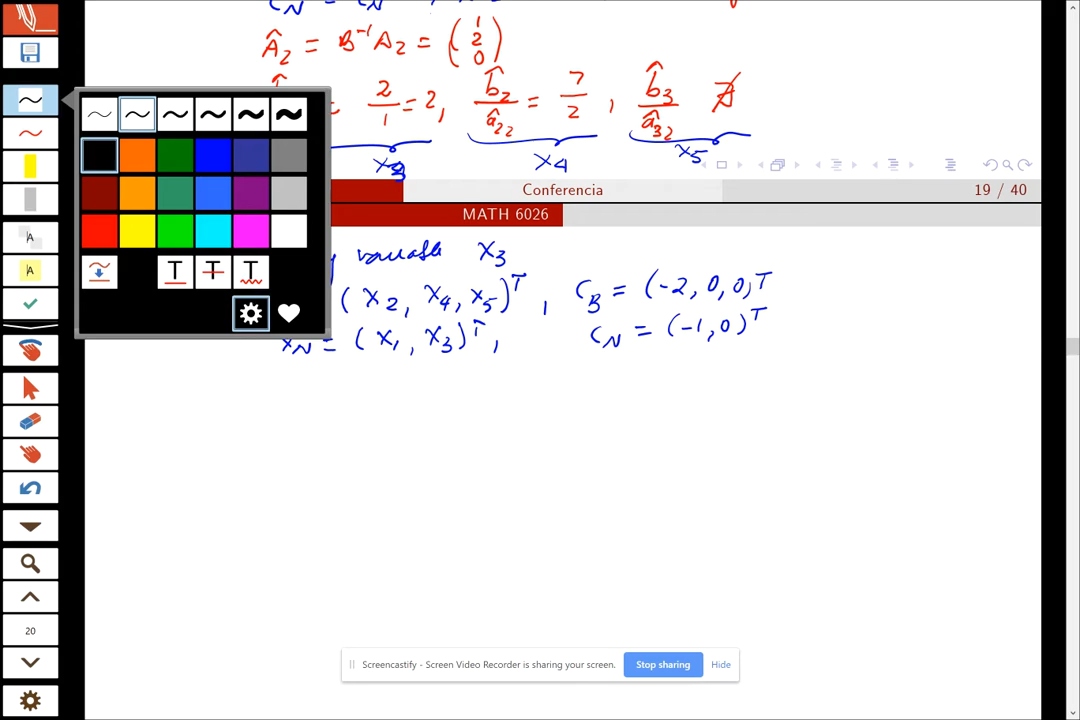 Â₂ = B⁻¹ A₂ = (1 2 0)
2/1 = 2, b̂₂/â₂₂ = 7/2, b̂₃/â₃₂ ∄
x₄ x₅
Conferencia 19 / 40
MATH 6026
variable x₃
(x₂, x₄, x₅)ᵀ, C_B = (-2, 0, 0)ᵀ
x_N = (x₁, x₃)ᵀ, C_N = (-1, 0)ᵀ
A
A
T T T
20
Screencastify - Screen Video Recorder is sharing your screen. Stop sharing Hide